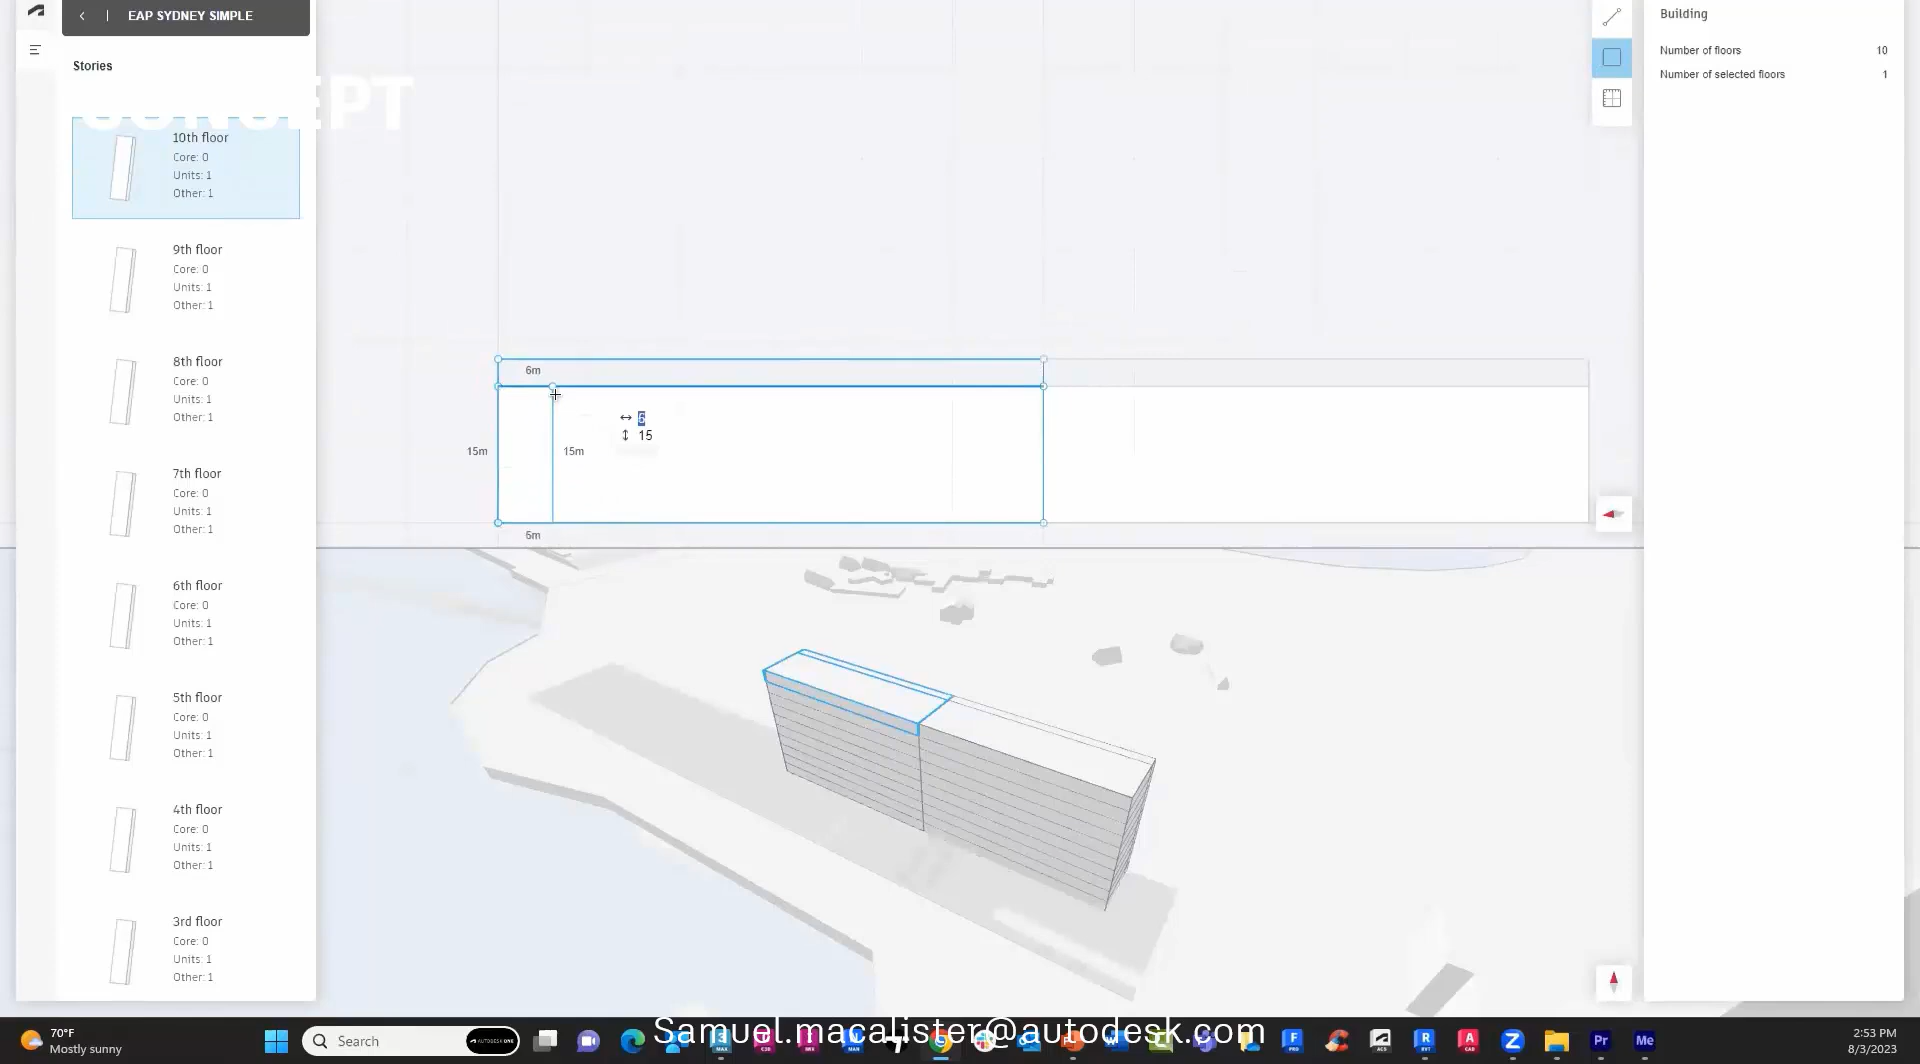 EAP SYDNEY SIMPLE
Stories
10th floor
Core: 0
Units: 1
Other: 1
9th floor
Core: 0
Units: 1
Other: 1
8th floor
Core: 0
Units: 1
Other: 1
7th floor
Core: 0
Units: 1
Other: 1
6th floor
Core: 0
Units: 1
Other: 1
5th floor
Core: 0
Units: 1
Other: 1
4th floor
Core: 0
Units: 1
Other: 1
3rd floor
Core: 0
Units: 1
Other: 1
6m
6
15
15m
15m
6m
Building
Number of floors 10
Number of selected floors 1
70°F
Mostly sunny
Search
AUTODESK ONE
Samuel.macalister@autodesk.com
2:53 PM
8/3/2023